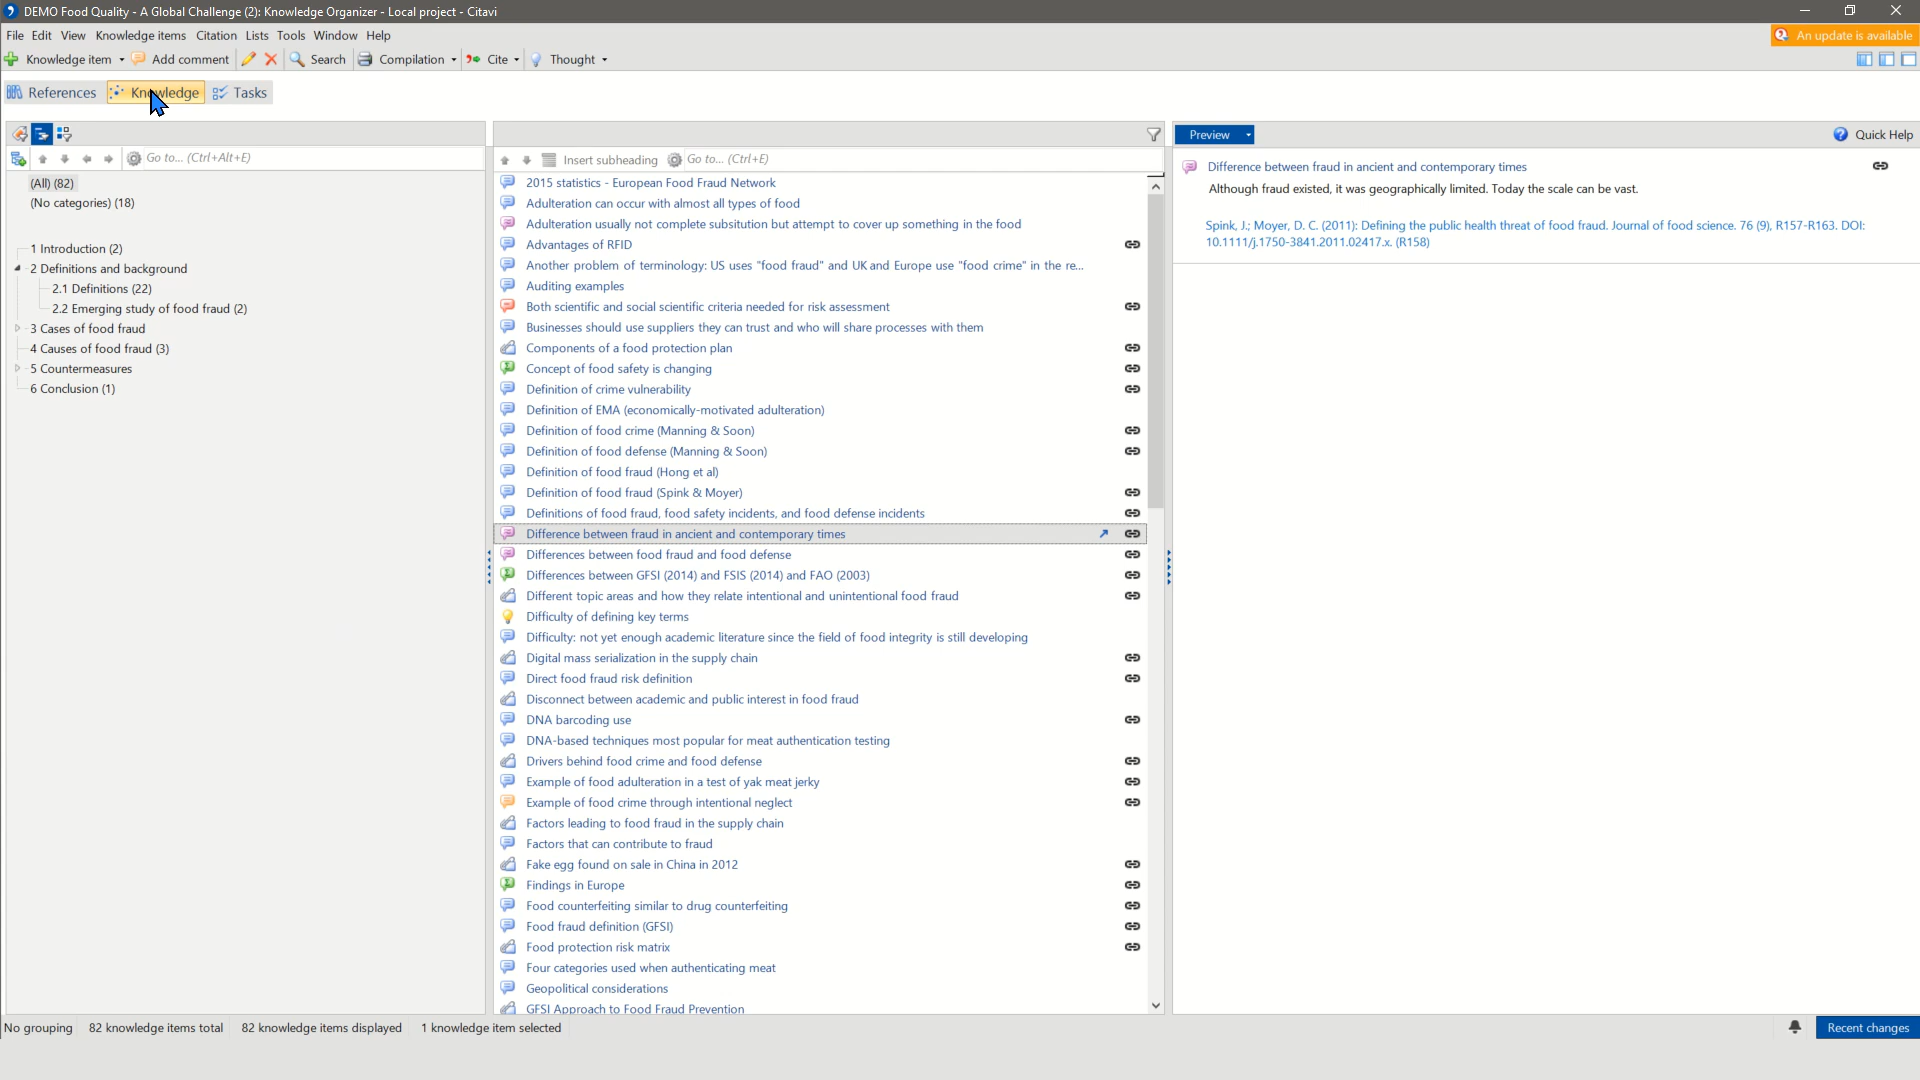 DEMO Food Quality - A Global Challenge (2): Knowledge Organizer - Local project - Citavi
File Edit View Knowledge items Citation Lists Tools Window Help
An update is available
Knowledge item Add comment Search Compilation Cite Thought
References Knowledge Tasks
Go to... (Ctrl+Alt+E)
(All) (82)
(No categories) (18)
1 Introduction (2)
2 Definitions and background
2.1 Definitions (22)
2.2 Emerging study of food fraud (2)
3 Cases of food fraud
4 Causes of food fraud (3)
5 Countermeasures
6 Conclusion (1)
Insert subheading Go to... (Ctrl+E)
2015 statistics - European Food Fraud Network
Adulteration can occur with almost all types of food
Adulteration usually not complete subsitution but attempt to cover up something in the food
Advantages of RFID
Another problem of terminology: US uses "food fraud" and UK and Europe use "food crime" in the re...
Auditing examples
Both scientific and social scientific criteria needed for risk assessment
Businesses should use suppliers they can trust and who will share processes with them
Components of a food protection plan
Concept of food safety is changing
Definition of crime vulnerability
Definition of EMA (economically-motivated adulteration)
Definition of food crime (Manning & Soon)
Definition of food defense (Manning & Soon)
Definition of food fraud (Hong et al)
Definition of food fraud (Spink & Moyer)
Definitions of food fraud, food safety incidents, and food defense incidents
Difference between fraud in ancient and contemporary times
Differences between food fraud and food defense
Differences between GFSI (2014) and FSIS (2014) and FAO (2003)
Different topic areas and how they relate intentional and unintentional food fraud
Difficulty of defining key terms
Difficulty: not yet enough academic literature since the field of food integrity is still developing
Digital mass serialization in the supply chain
Direct food fraud risk definition
Disconnect between academic and public interest in food fraud
DNA barcoding use
DNA-based techniques most popular for meat authentication testing
Drivers behind food crime and food defense
Example of food adulteration in a test of yak meat jerky
Example of food crime through intentional neglect
Factors leading to food fraud in the supply chain
Factors that can contribute to fraud
Fake egg found on sale in China in 2012
Findings in Europe
Food counterfeiting similar to drug counterfeiting
Food fraud definition (GFSI)
Food protection risk matrix
Four categories used when authenticating meat
Geopolitical considerations
GFSI Approach to Food Fraud Prevention
Preview Quick Help
Difference between fraud in ancient and contemporary times
Although fraud existed, it was geographically limited. Today the scale can be vast.
Spink, J.; Moyer, D. C. (2011): Defining the public health threat of food fraud. Journal of food science. 76 (9), R157-R163. DOI:
10.1111/j.1750-3841.2011.02417.x. (R158)
No grouping 82 knowledge items total 82 knowledge items displayed 1 knowledge item selected
Recent changes